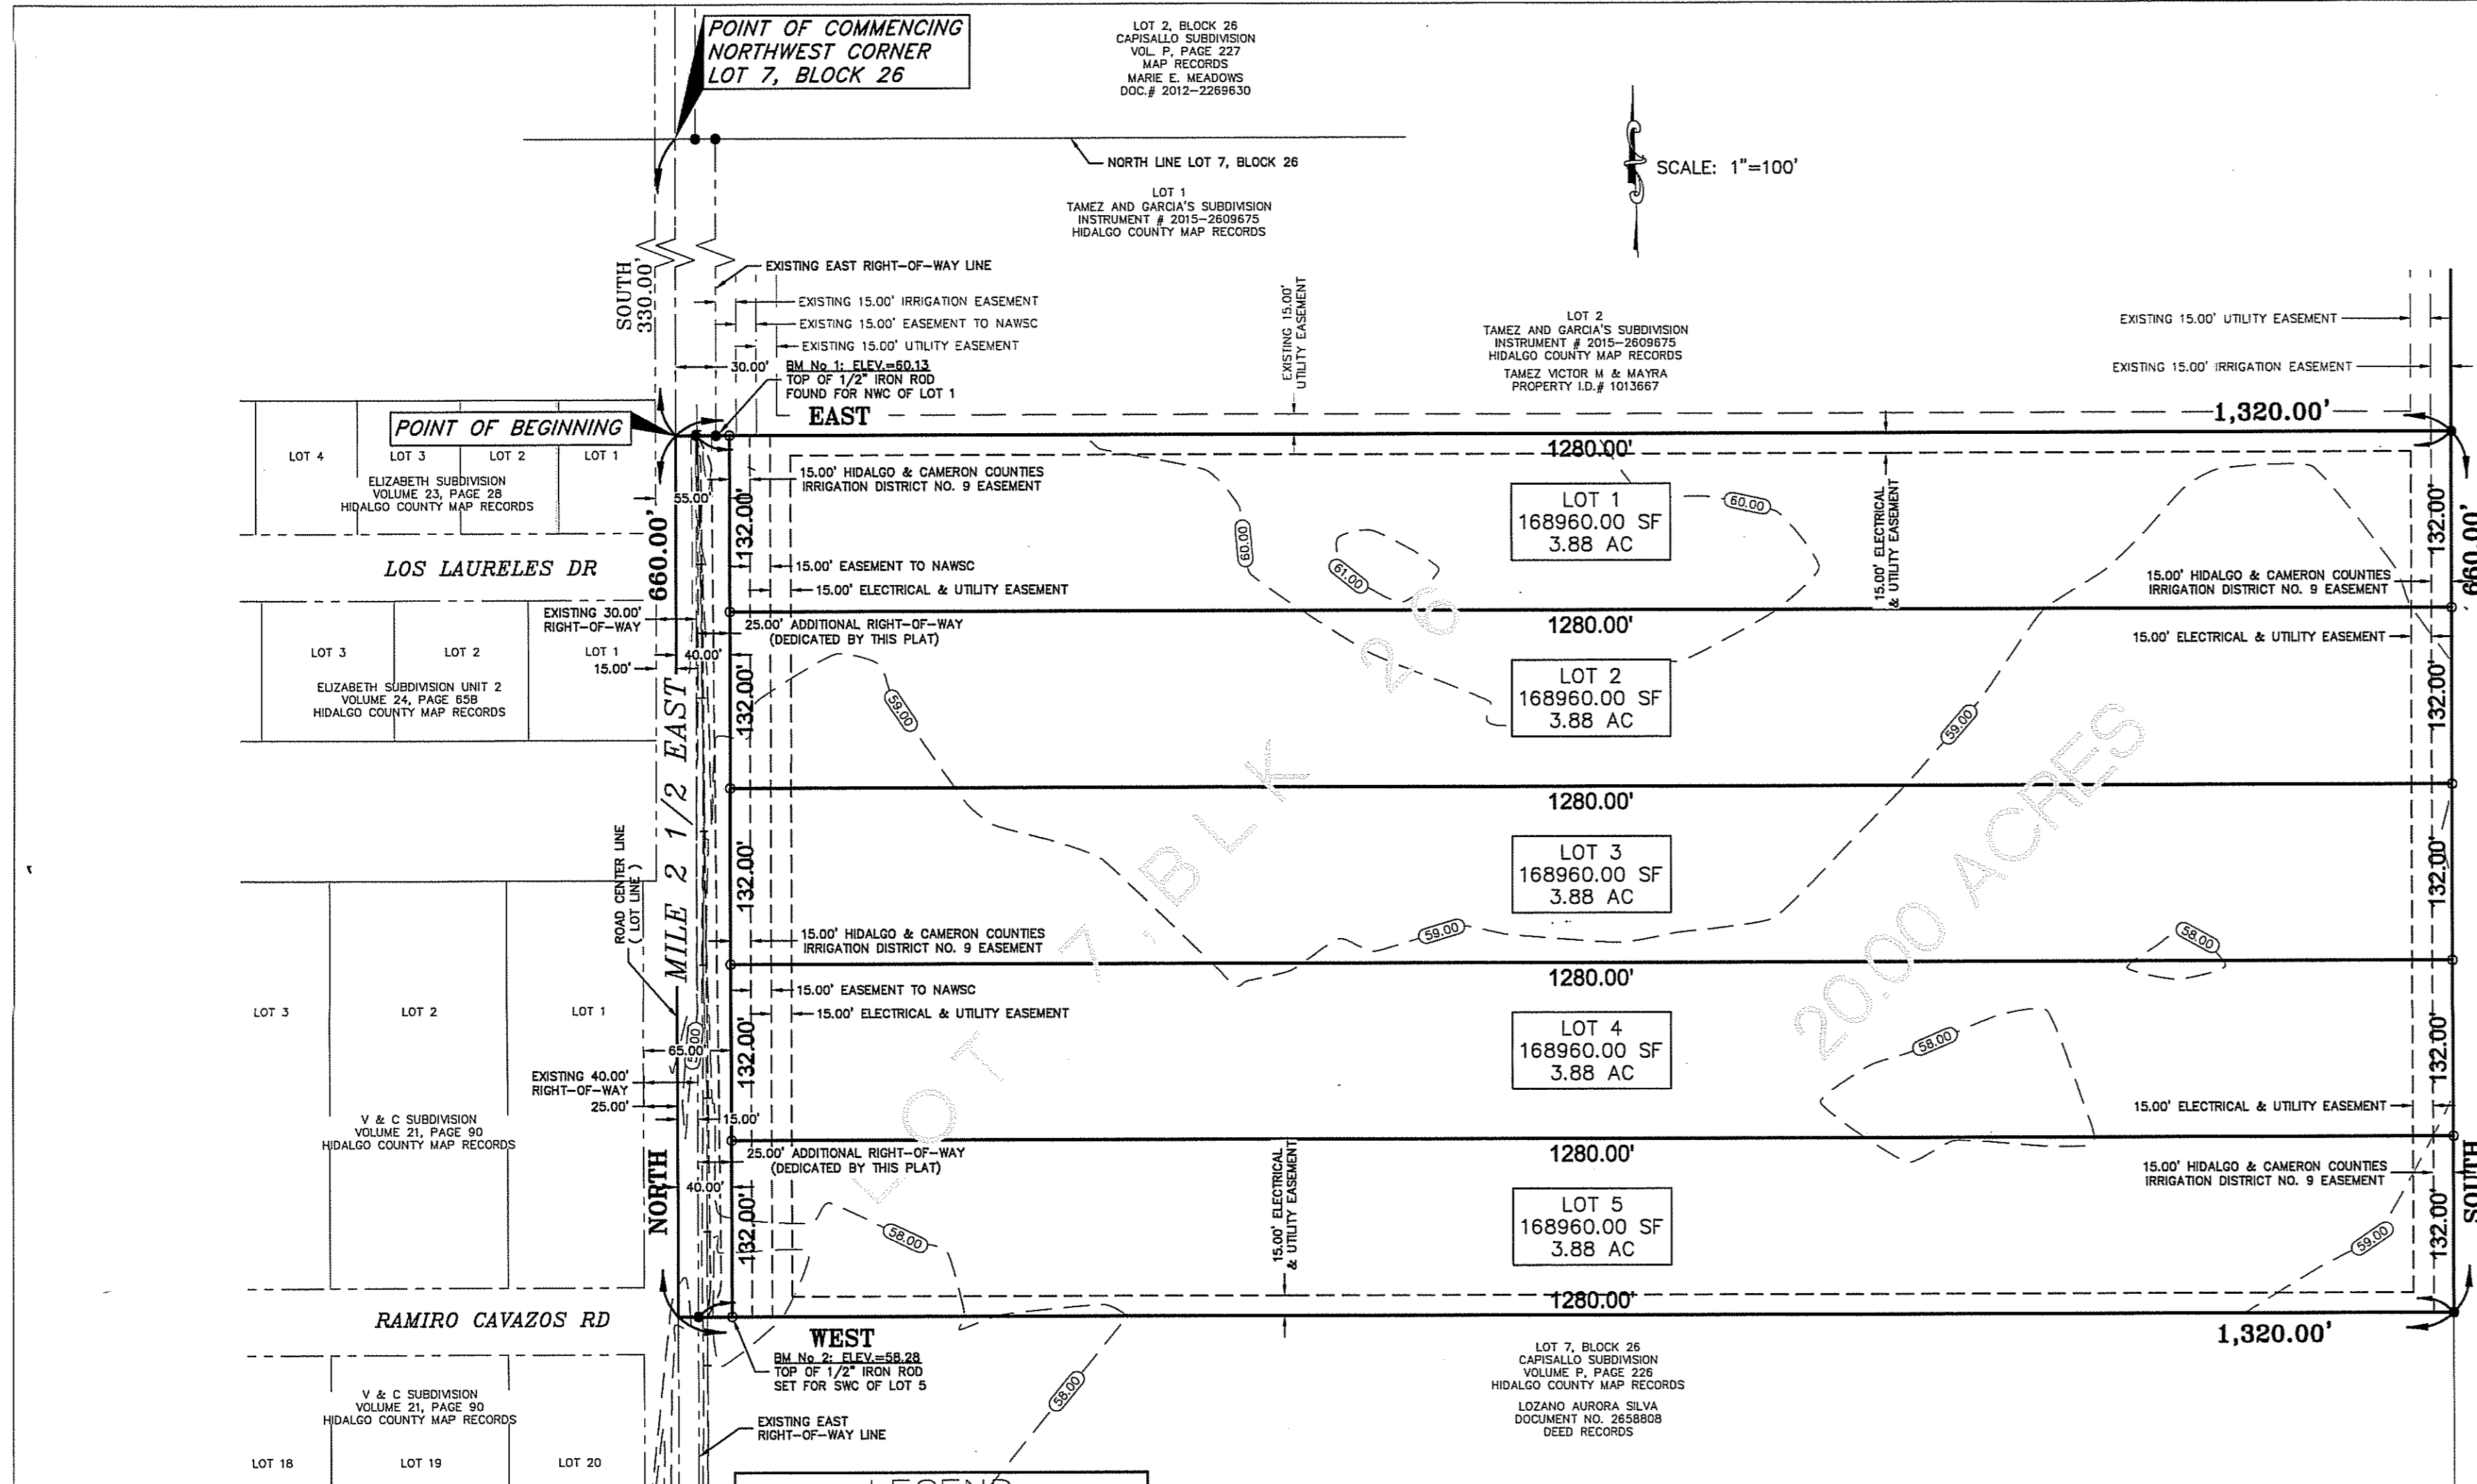 POINT OF COMMENCING
NORTHWEST CORNER
LOT 7, BLOCK 26
LOT 2, BLOCK 26
CAPISALLO SUBDIVISION
VOL. P, PAGE 227
MAP RECORDS
MARIE E. MEADOWS
DOC.# 2012-2269630
NORTH LINE LOT 7, BLOCK 26
SCALE: 1"=100'
LOT 1
TAMEZ AND GARCIA'S SUBDIVISION
INSTRUMENT # 2015-2609675
HIDALGO COUNTY MAP RECORDS
SOUTH
330.00'
EXISTING EAST RIGHT-OF-WAY LINE
EXISTING 15.00' IRRIGATION EASEMENT
EXISTING 15.00' EASEMENT TO NAWSC
EXISTING 15.00' UTILITY EASEMENT
30.00'
BM No 1: ELEV.=60.13
TOP OF 1/2" IRON ROD
FOUND FOR NWC OF LOT 1
EXISTING 15.00'
UTILITY EASEMENT
LOT 2
TAMEZ AND GARCIA'S SUBDIVISION
INSTRUMENT # 2015-2609675
HIDALGO COUNTY MAP RECORDS
TAMEZ VICTOR M & MAYRA
PROPERTY I.D.# 1013667
EXISTING 15.00' UTILITY EASEMENT
EXISTING 15.00' IRRIGATION EASEMENT
POINT OF BEGINNING
EAST
1,320.00'
1280.00'
LOT 4
LOT 3
LOT 2
LOT 1
ELIZABETH SUBDIVISION
VOLUME 23, PAGE 28
HIDALGO COUNTY MAP RECORDS
55.00'
660.00'
132.00'
15.00' HIDALGO & CAMERON COUNTIES
IRRIGATION DISTRICT NO. 9 EASEMENT
60.00
61.00
LOT 1
168960.00 SF
3.88 AC
60.00
15.00' ELECTRICAL
& UTILITY EASEMENT
132.00'
660.00'
LOS LAURELES DR
15.00' EASEMENT TO NAWSC
15.00' ELECTRICAL & UTILITY EASEMENT
15.00' HIDALGO & CAMERON COUNTIES
IRRIGATION DISTRICT NO. 9 EASEMENT
EXISTING 30.00'
RIGHT-OF-WAY
25.00' ADDITIONAL RIGHT-OF-WAY
(DEDICATED BY THIS PLAT)
1280.00'
15.00' ELECTRICAL & UTILITY EASEMENT
LOT 3
LOT 2
LOT 1
15.00'
40.00'
ELIZABETH SUBDIVISION UNIT 2
VOLUME 24, PAGE 65B
HIDALGO COUNTY MAP RECORDS
132.00'
59.00
LOT 2
168960.00 SF
3.88 AC
59.00
132.00'
MILE 2 1/2 EAST
1280.00'
LOT 7, BLK 26
20.00 ACRES
ROAD CENTER LINE
( LOT LINE )
132.00'
LOT 3
168960.00 SF
3.88 AC
132.00'
15.00' HIDALGO & CAMERON COUNTIES
IRRIGATION DISTRICT NO. 9 EASEMENT
59.00
58.00
1280.00'
15.00' EASEMENT TO NAWSC
15.00' ELECTRICAL & UTILITY EASEMENT
LOT 3
LOT 2
LOT 1
65.00'
132.00'
LOT 4
168960.00 SF
3.88 AC
58.00
132.00'
EXISTING 40.00'
RIGHT-OF-WAY
25.00'
15.00'
V & C SUBDIVISION
VOLUME 21, PAGE 90
HIDALGO COUNTY MAP RECORDS
15.00' ELECTRICAL & UTILITY EASEMENT
25.00' ADDITIONAL RIGHT-OF-WAY
(DEDICATED BY THIS PLAT)
1280.00'
40.00'
NORTH
132.00'
58.00
15.00' ELECTRICAL
& UTILITY EASEMENT
LOT 5
168960.00 SF
3.88 AC
15.00' HIDALGO & CAMERON COUNTIES
IRRIGATION DISTRICT NO. 9 EASEMENT
59.00
132.00'
SOUTH
1280.00'
RAMIRO CAVAZOS RD
WEST
1,320.00'
BM No 2: ELEV.=58.28
TOP OF 1/2" IRON ROD
SET FOR SWC OF LOT 5
58.00
LOT 7, BLOCK 26
CAPISALLO SUBDIVISION
VOLUME P, PAGE 226
HIDALGO COUNTY MAP RECORDS
LOZANO AURORA SILVA
DOCUMENT NO. 2658808
DEED RECORDS
V & C SUBDIVISION
VOLUME 21, PAGE 90
HIDALGO COUNTY MAP RECORDS
EXISTING EAST
RIGHT-OF-WAY LINE
LOT 18
LOT 19
LOT 20
LEGEND